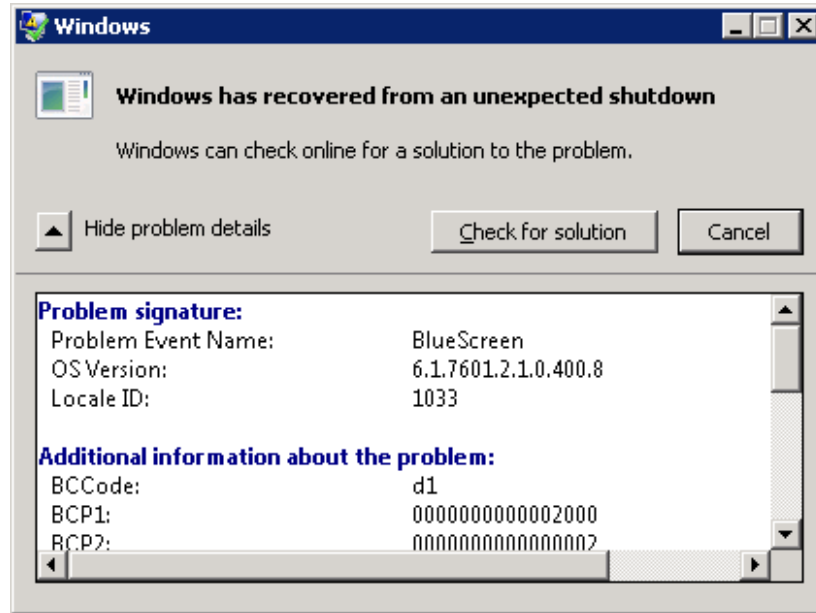 Windows
Windows has recovered from an unexpected shutdown
Windows can check online for a solution to the problem.
Hide problem details
Check for solution
Cancel
Problem signature:
Problem Event Name: BlueScreen
OS Version: 6.1.7601.2.1.0.400.8
Locale ID: 1033
Additional information about the problem:
BCCode: d1
BCP1: 0000000000002000
BCP2: 0000000000000002